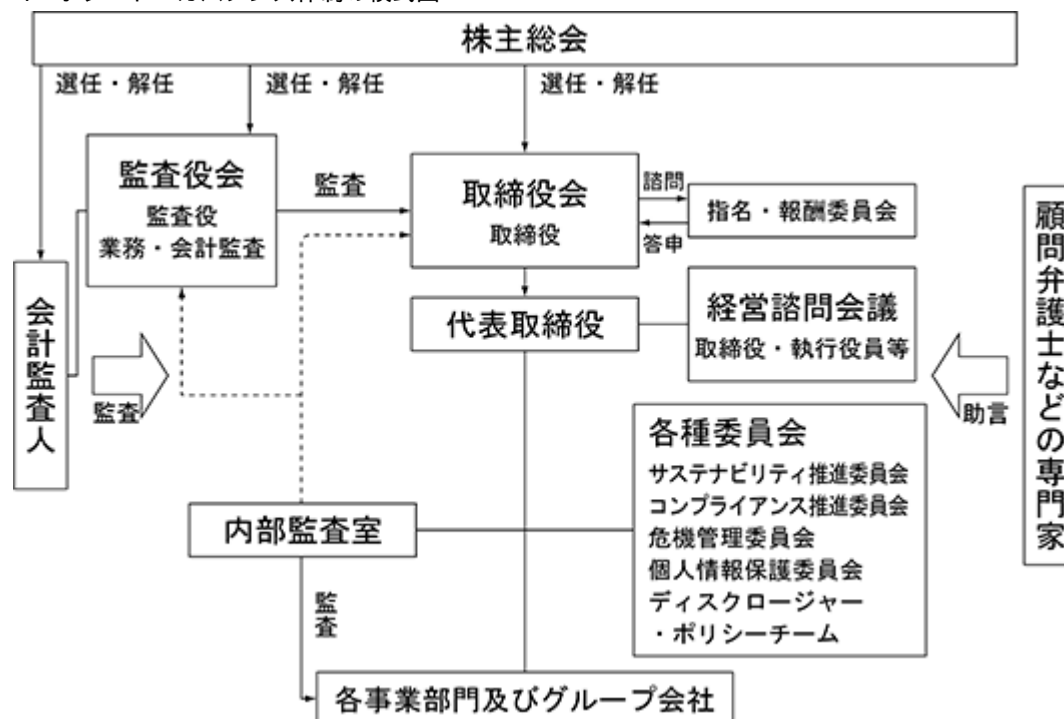 株主総会
選任・解任
選任・解任
選任・解任
監査役会
監査役
業務・会計監査
監査
取締役会
取締役
諮問
答申
指名・報酬委員会
顧問弁護士などの専門家
会計監査人
監査
代表取締役
経営諮問会議
取締役・執行役員等
助言
各種委員会
サステナビリティ推進委員会
コンプライアンス推進委員会
危機管理委員会
個人情報保護委員会
ディスクロージャー
・ポリシーチーム
内部監査室
監査
各事業部門及びグループ会社